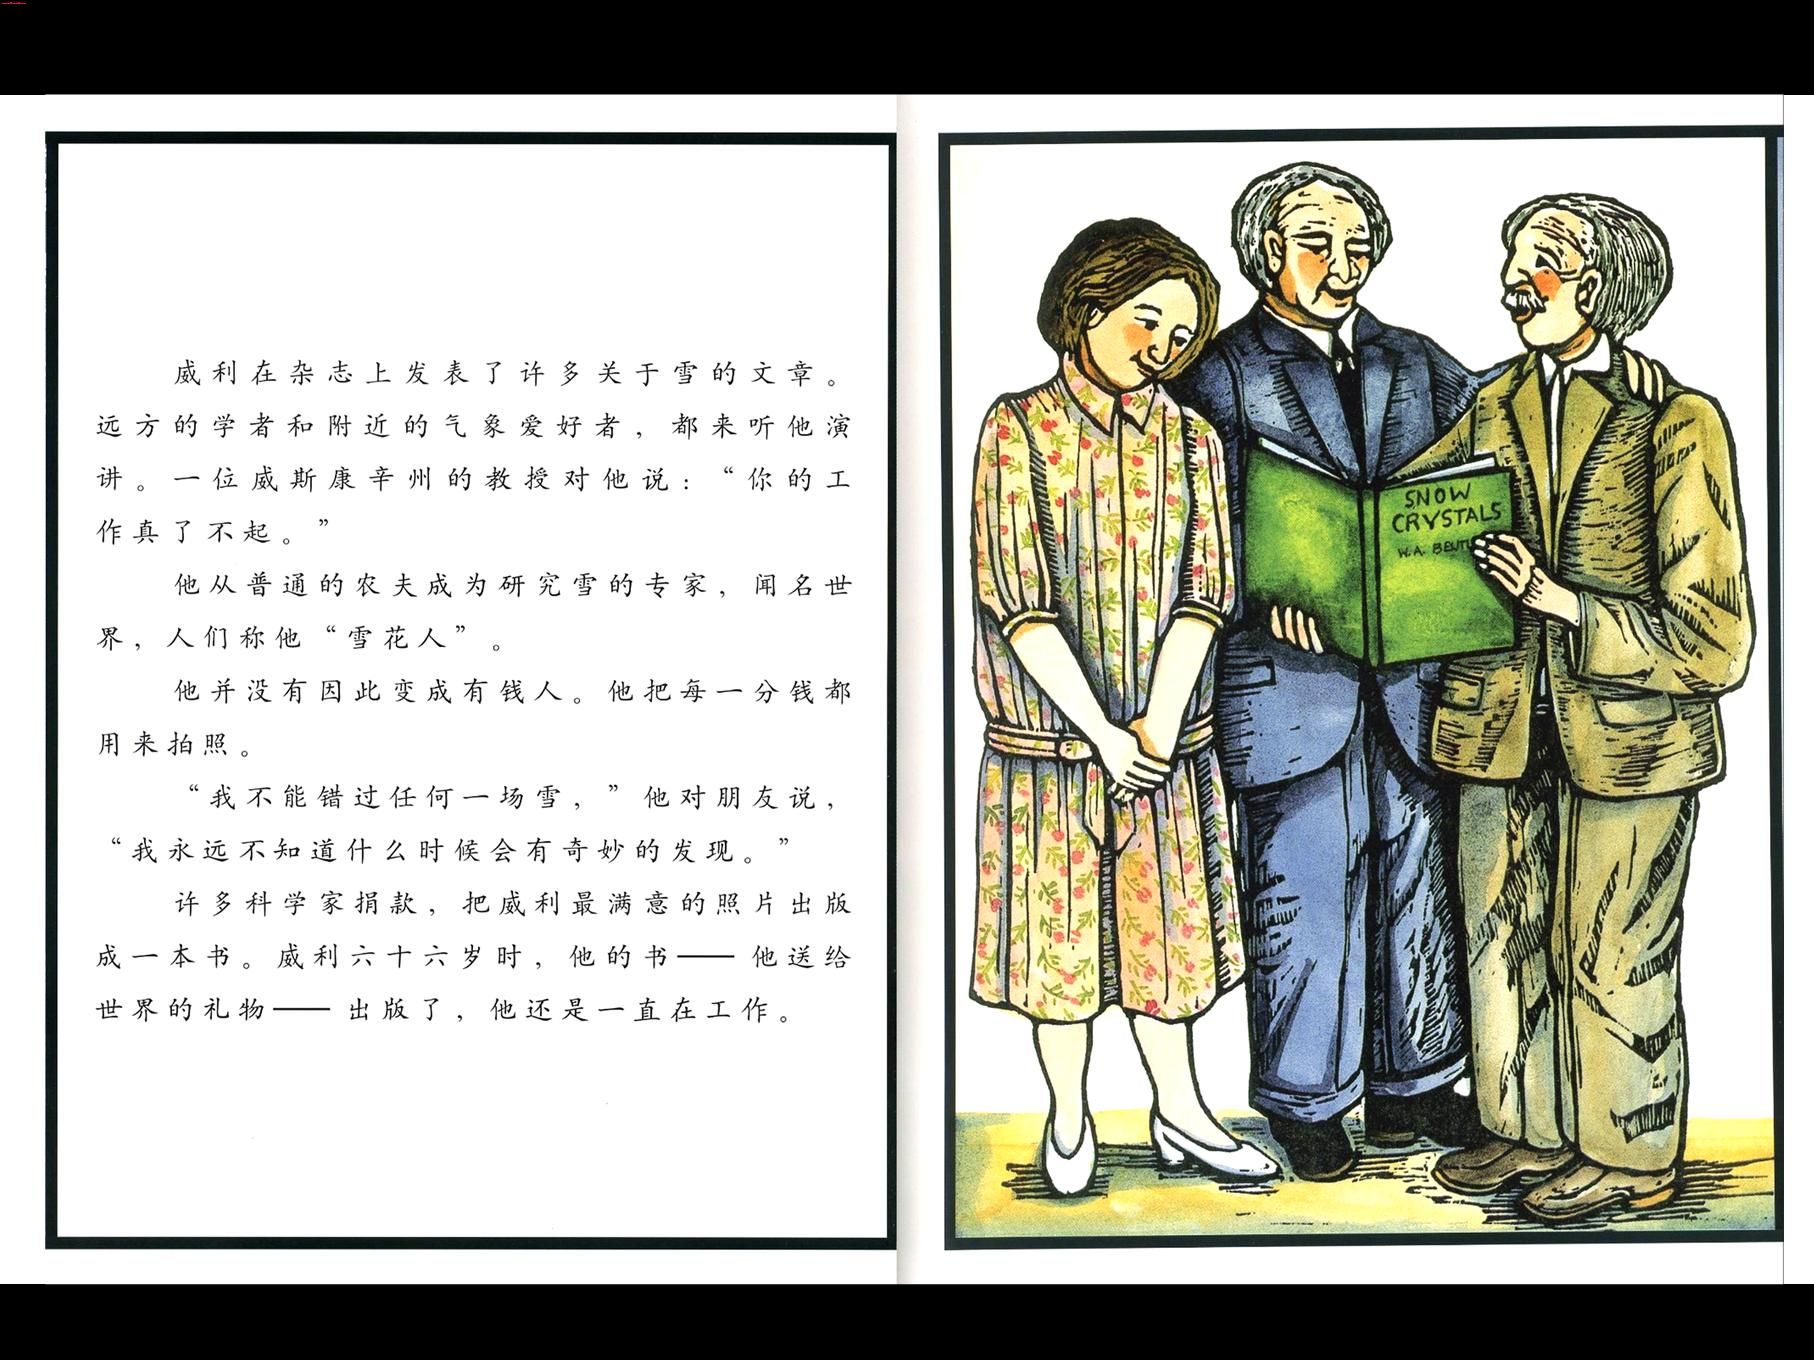 威利在杂志上发表了许多关于雪的文章。
远方的学者和附近的气象爱好者，都来听他演
讲。一位威斯康辛州的教授对他说：“你的工
作真了不起。”
他从普通的农夫成为研究雪的专家，闻名世
界，人们称他“雪花人”。
他并没有因此变成有钱人。他把每一分钱都
用来拍照。
“我不能错过任何一场雪，”他对朋友说，
“我永远不知道什么时候会有奇妙的发现。”
许多科学家捐款，把威利最满意的照片出版
成一本书。威利六十六岁时，他的书——他送给
世界的礼物——出版了，他还是一直在工作。
SNOW
CRYSTALS
W.A.